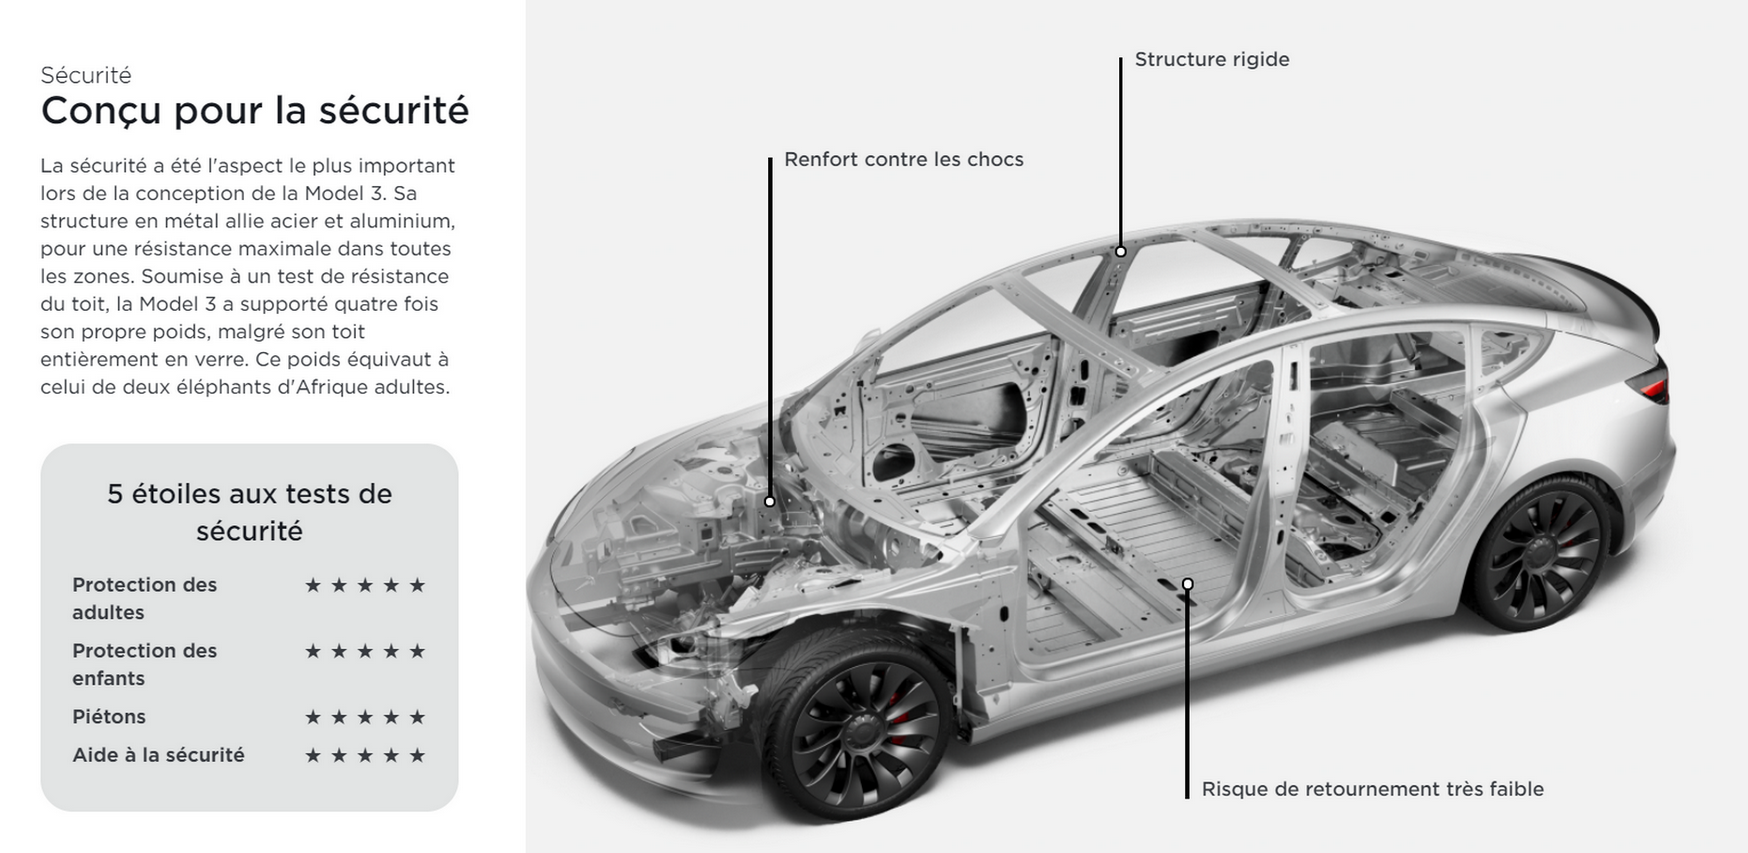 Sécurité
Conçu pour la sécurité
La sécurité a été l'aspect le plus important
lors de la conception de la Model 3. Sa
structure en métal allie acier et aluminium,
pour une résistance maximale dans toutes
les zones. Soumise à un test de résistance
du toit, la Model 3 a supporté quatre fois
son propre poids, malgré son toit
entièrement en verre. Ce poids équivaut à
celui de deux éléphants d'Afrique adultes.
5 étoiles aux tests de
sécurité
Protection des ★ ★ ★ ★ ★
adultes
Protection des ★ ★ ★ ★ ★
enfants
Piétons ★ ★ ★ ★ ★
Aide à la sécurité ★ ★ ★ ★ ★
Structure rigide
Renfort contre les chocs
Risque de retournement très faible